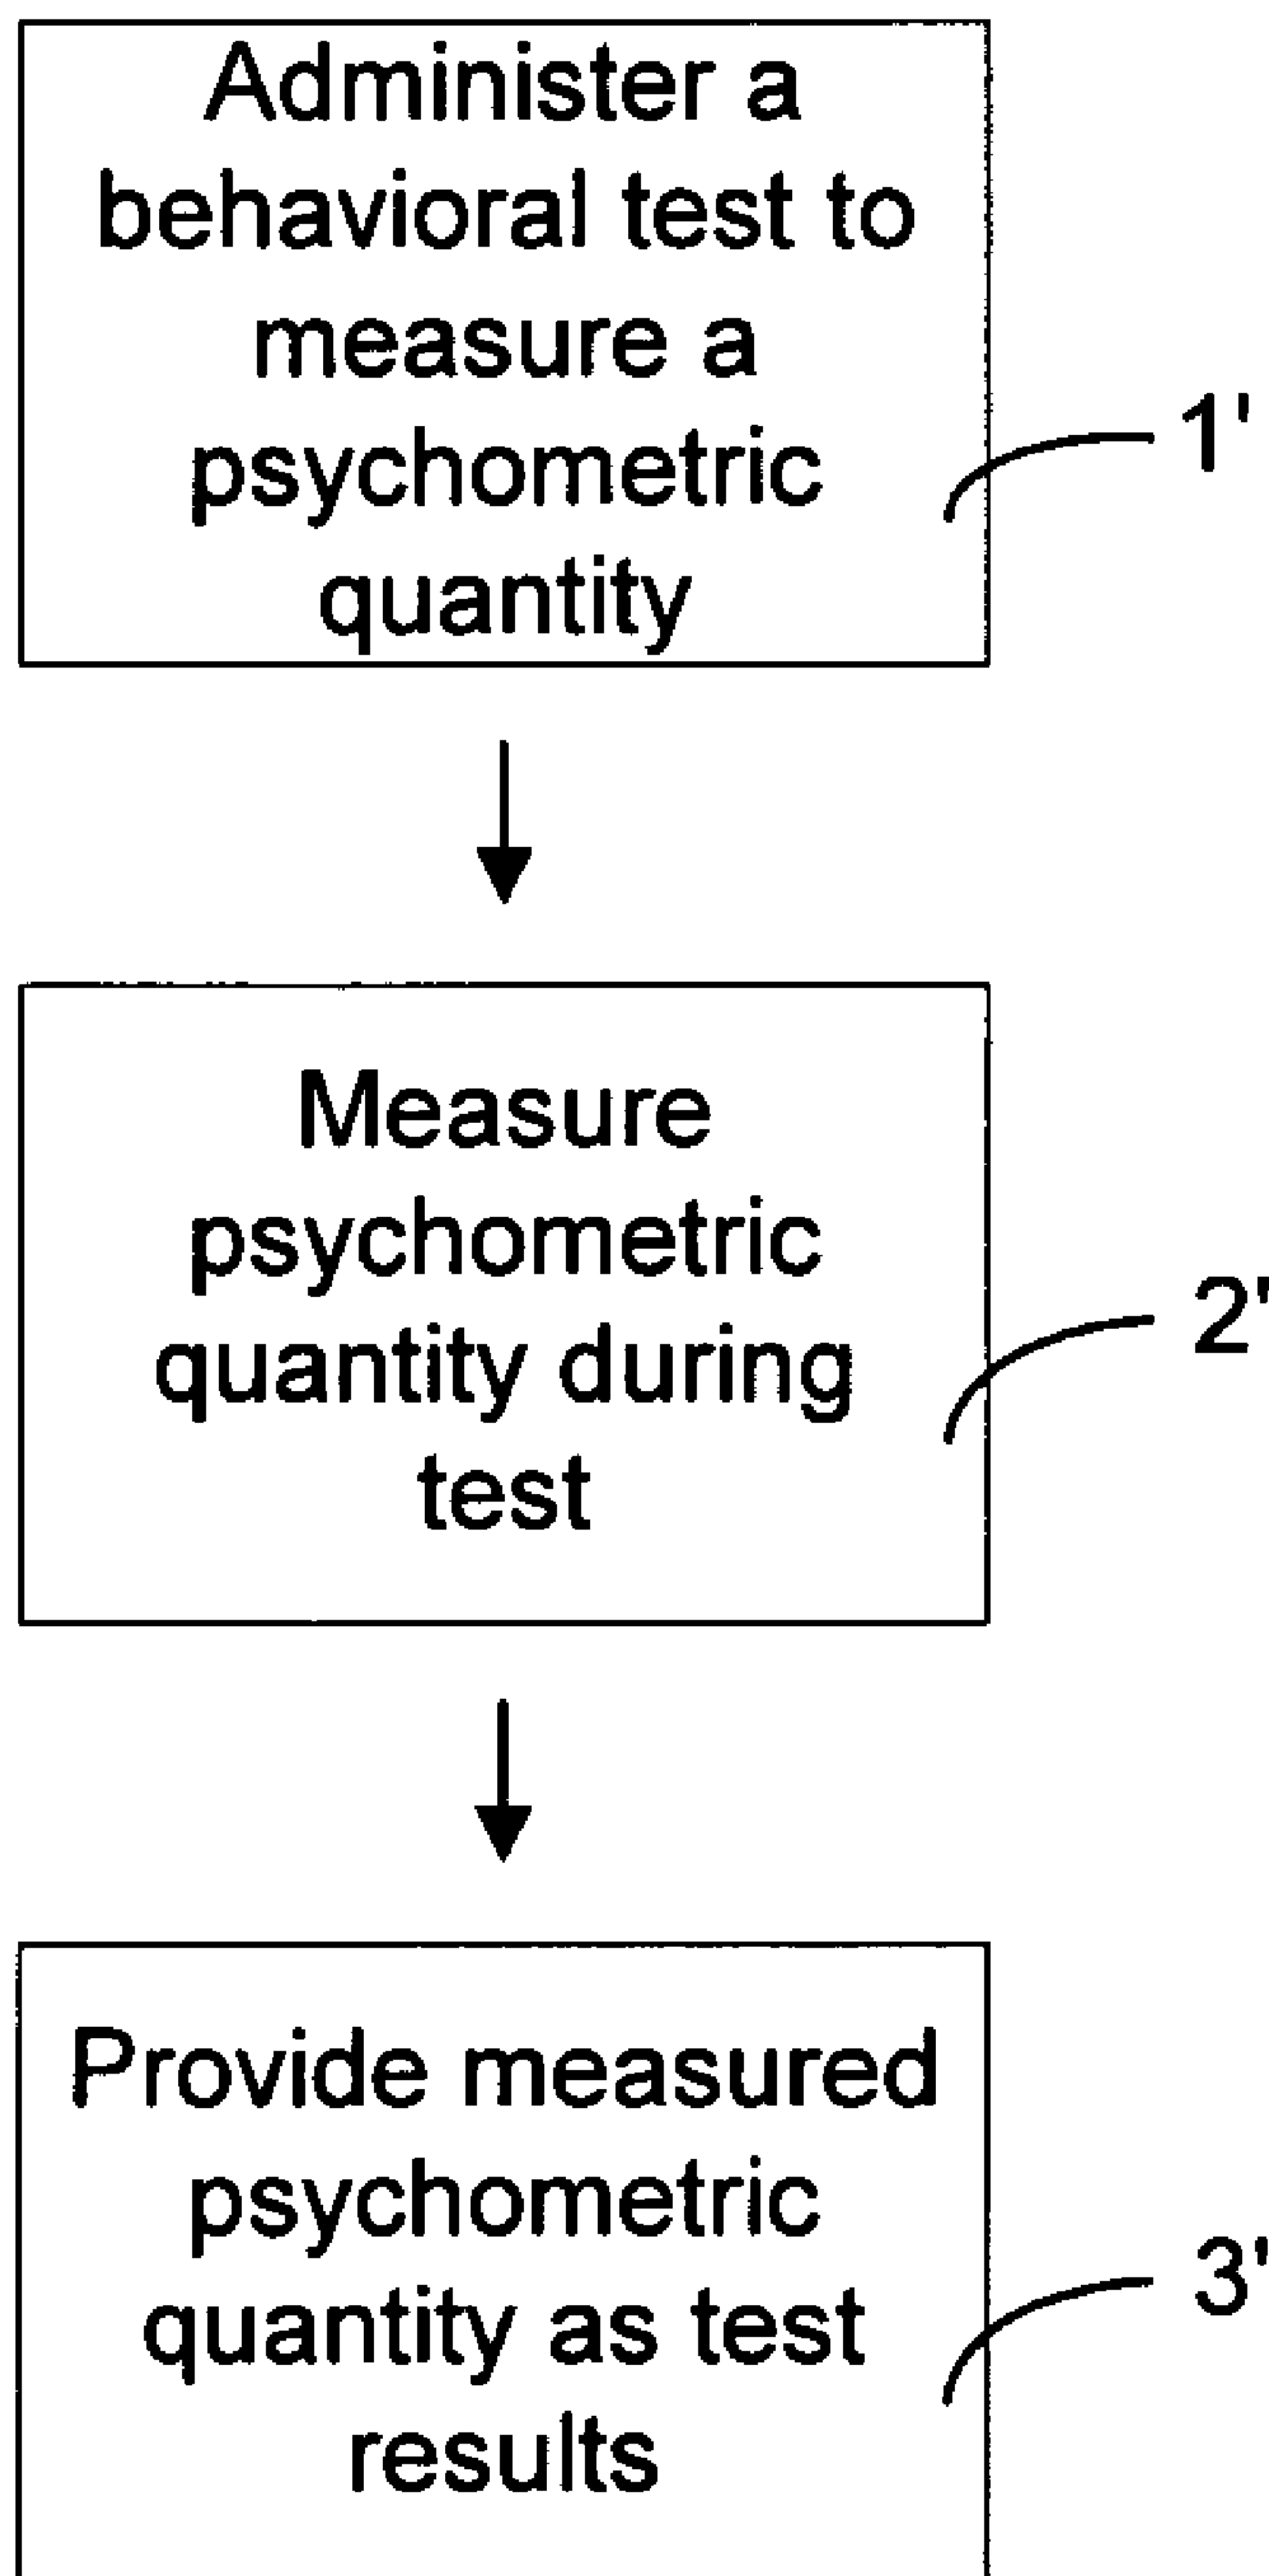 Administer a
behavioral test to
measure a
psychometric
quantity
1'
Measure
psychometric
quantity during
test
2'
Provide measured
psychometric
quantity as test
results
3'